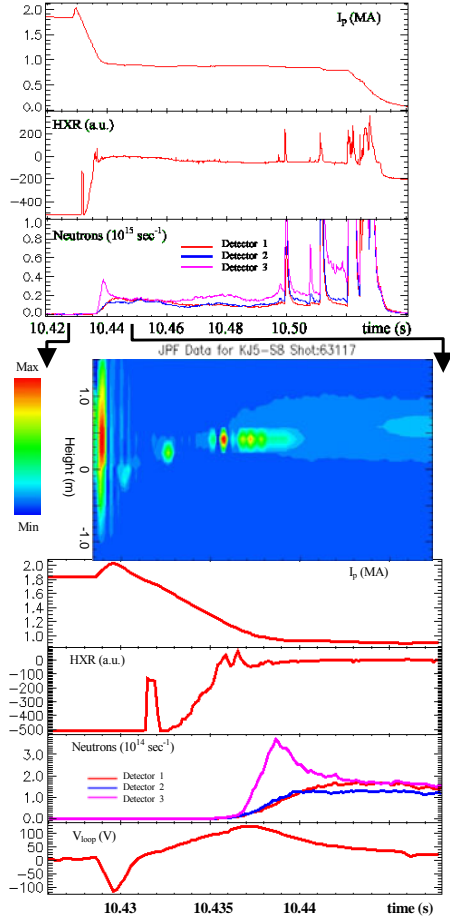 2.0
1.5
1.0
0.5
0.0
I_p (MA)
200
0
−200
−400
HXR (a.u.)
1.0
0.8
0.6
0.4
0.2
0.0
Neutrons (10^15 sec^-1)
Detector 1
Detector 2
Detector 3
10.42 10.44 10.46 10.48 10.50 time (s)
JPF Data for KJ5-S8 Shot:63117
Max
Min
Height (m)
1.0
0
-1.0
2.0
1.8
1.6
1.4
1.2
1.0
I_p (MA)
0
−100
−200
−300
−400
−500
HXR (a.u.)
3.0
2.0
1.0
0.0
Neutrons (10^14 sec^-1)
Detector 1
Detector 2
Detector 3
100
50
0
−50
−100
V_loop (V)
10.43 10.435 10.44 time (s)